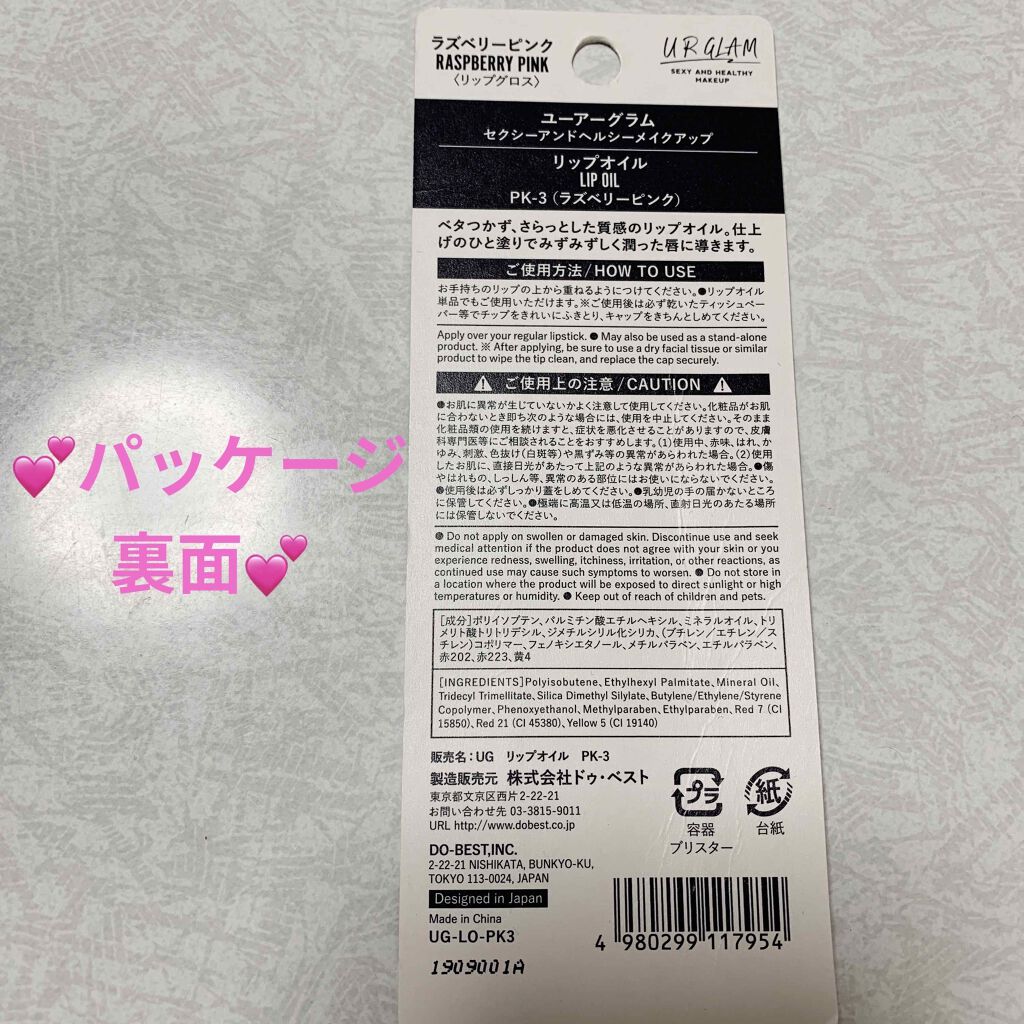 ラズベリーピンク
RASPBERRY PINK
〈リップグロス〉
UR GLAM
SEXY AND HEALTHY
MAKEUP
ユーアーグラム
セクシーアンドヘルシーメイクアップ
リップオイル
LIP OIL
PK-3（ラズベリーピンク）
ベタつかず、さらっとした質感のリップオイル。仕上
げのひと塗りでみずみずしく潤った唇に導きます。
ご使用方法/HOW TO USE
お手持ちのリップの上から重ねるようにつけてください。●リップオイル
単品でもご使用いただけます。※ご使用後は必ず乾いたティッシュペー
パー等でチップをきれいにふきとり、キャップをきちんとしめてください。
Apply over your regular lipstick. ● May also be used as a stand-alone
product. ※ After applying, be sure to use a dry facial tissue or similar
product to wipe the tip clean, and replace the cap securely.
⚠ ご使用上の注意/CAUTION ⚠
●お肌に異常が生じていないかよく注意して使用してください。化粧品がお肌
に合わないとき即ち次のような場合には、使用を中止してください。そのまま
化粧品類の使用を続けますと、症状を悪化させることがありますので、皮膚
科専門医等にご相談されることをおすすめします。(1)使用中、赤味、はれ、か
ゆみ、刺激、色抜け(白斑等)や黒ずみ等の異常があらわれた場合。(2)使用
したお肌に、直接日光があたって上記のような異常があらわれた場合。●傷
やはれもの、しっしん等、異常のある部位にはお使いにならないでください。
●使用後は必ずしっかり蓋をしめてください。●乳幼児の手の届かないところ
に保管してください。●極端に高温又は低温の場所、直射日光のあたる場所
には保管しないでください。
● Do not apply on swollen or damaged skin. Discontinue use and seek
medical attention if the product does not agree with your skin or you
experience redness, swelling, itchiness, irritation, or other reactions, as
continued use may cause such symptoms to worsen. ● Do not store in
a location where the product will be exposed to direct sunlight or high
temperatures or humidity. ● Keep out of reach of children and pets.
[成分]ポリイソブテン、パルミチン酸エチルヘキシル、ミネラルオイル、トリ
メリト酸トリトリデシル、ジメチルシリル化シリカ、(ブチレン/エチレン/ス
チレン)コポリマー、フェノキシエタノール、メチルパラベン、エチルパラベン、
赤202、赤223、黄4
[INGREDIENTS]Polyisobutene, Ethylhexyl Palmitate, Mineral Oil,
Tridecyl Trimellitate, Silica Dimethyl Silylate, Butylene/Ethylene/Styrene
Copolymer, Phenoxyethanol, Methylparaben, Ethylparaben, Red 7 (CI
15850), Red 21 (CI 45380), Yellow 5 (CI 19140)
販売名：UG リップオイル PK-3
製造販売元 株式会社ドゥ・ベスト
東京都文京区西片2-22-21
お問い合わせ先 03-3815-9011
URL http://www.dobest.co.jp
DO-BEST,INC.
2-22-21 NISHIKATA, BUNKYO-KU,
TOKYO 113-0024, JAPAN
Designed in Japan
Made in China
UG-LO-PK3
1909001A
プラ
容器
ブリスター
紙
台紙
4 980299 117954
💕パッケージ
裏面💕